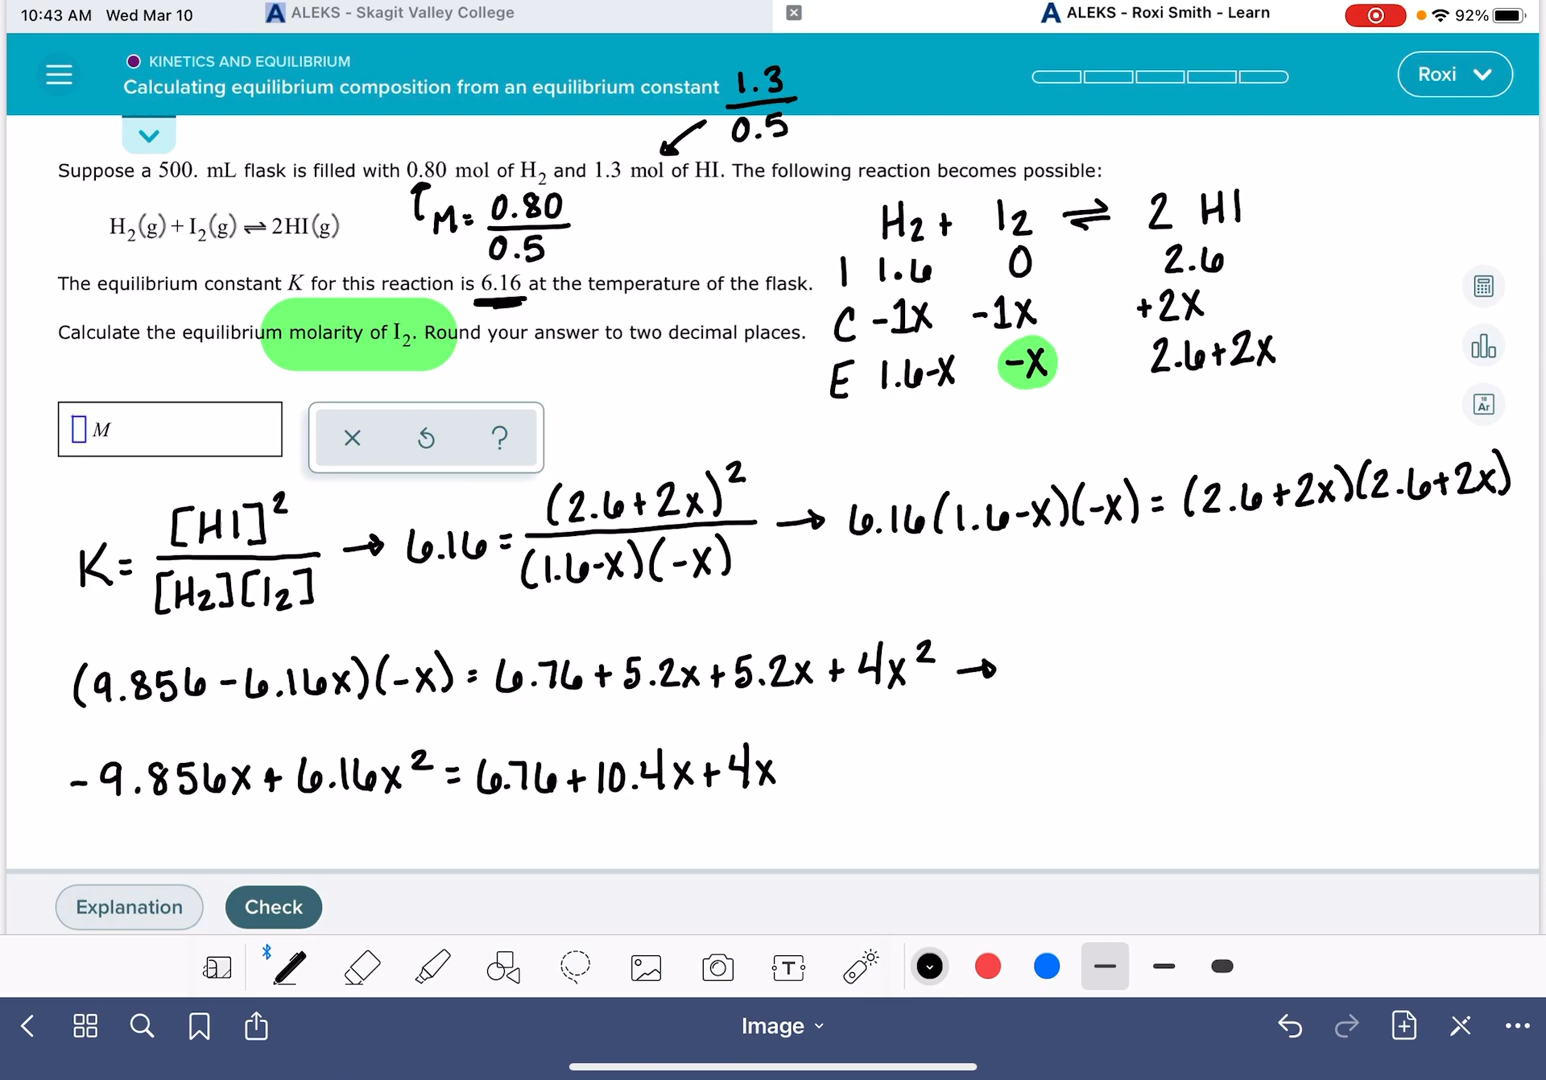 10:43 AM Wed Mar 10
ALEKS - Skagit Valley College
ALEKS - Roxi Smith - Learn
92%
KINETICS AND EQUILIBRIUM
Calculating equilibrium composition from an equilibrium constant
Roxi
1.3
0.5
Suppose a 500. mL flask is filled with 0.80 mol of H₂ and 1.3 mol of HI. The following reaction becomes possible:
M = 0.80
0.5
H₂(g) + I₂(g) ⇌ 2HI(g)
H₂ + I₂ ⇌ 2 HI
I 1.6 0 2.6
The equilibrium constant K for this reaction is 6.16 at the temperature of the flask.
C -1x -1x +2x
Calculate the equilibrium molarity of I₂. Round your answer to two decimal places.
E 1.6-x -x 2.6+2x
M
× ?
18
Ar
K = [HI]² / [H₂][I₂] → 6.16 = (2.6+2x)² / (1.6-x)(-x) → 6.16(1.6-x)(-x) = (2.6+2x)(2.6+2x)
(9.856 - 6.16x)(-x) = 6.76 + 5.2x + 5.2x + 4x² →
- 9.856x + 6.16x² = 6.76 + 10.4x + 4x
Explanation
Check
T
Image